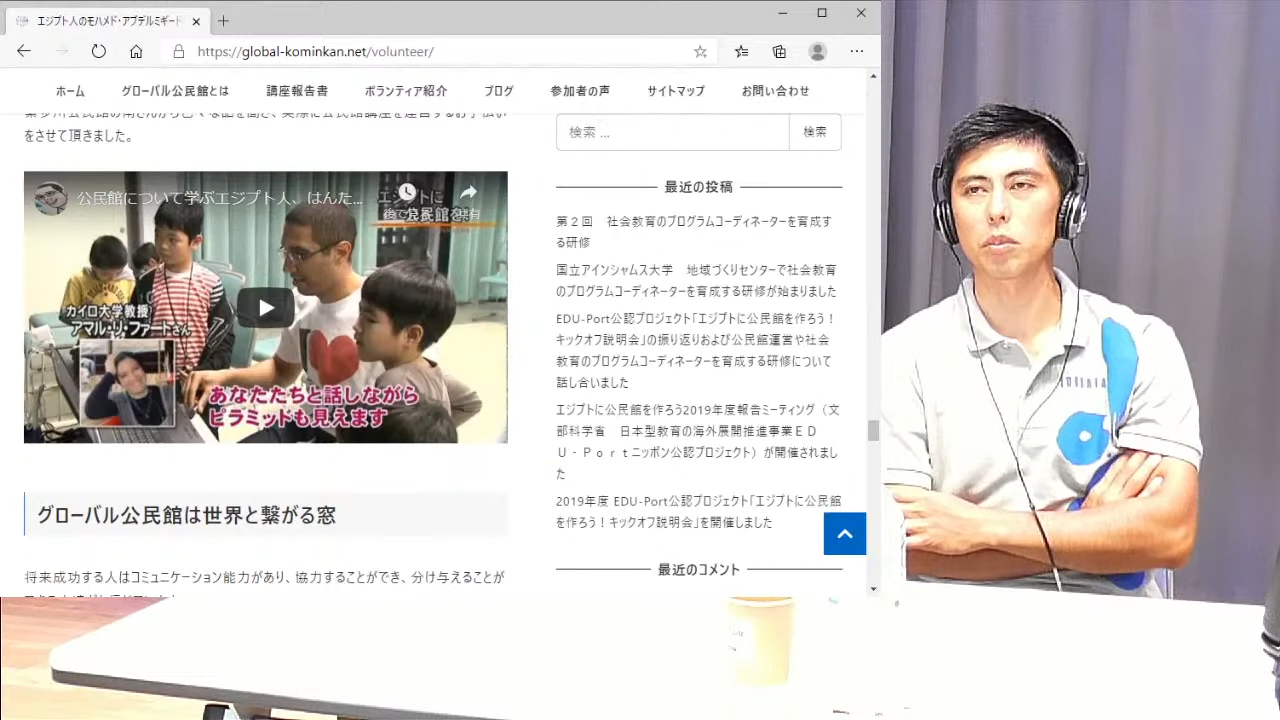 エジプト人のモハメド・アブデルミギート
https://global-kominkan.net/volunteer/
ホーム グローバル公民館とは 講座報告書 ボランティア紹介 ブログ 参加者の声 サイトマップ お問い合わせ
をさせて頂きました。
公民館について学ぶエジプト人、はんた...
後で見る 共有
カイロ大学教授
アマル・リファートさん
あなたたちと話しながら
ピラミッドも見えます
グローバル公民館は世界と繋がる窓
将来成功する人はコミュニケーション能力があり、協力することができ、分け与えることが
検索 ... 検索
最近の投稿
第２回　社会教育のプログラムコーディネーターを育成す
る研修
国立アインシャムス大学　地域づくりセンターで社会教育
のプログラムコーディネーターを育成する研修が始まりました
EDU-Port公認プロジェクト「エジプトに公民館を作ろう！
キックオフ説明会」の振り返りおよび公民館運営や社会
教育のプログラムコーディネーターを育成する研修について
話し合いました
エジプトに公民館を作ろう2019年度報告ミーティング（文
部科学省　日本型教育の海外展開推進事業ＥＤ
Ｕ－Ｐｏｒｔニッポン公認プロジェクト）が開催されまし
た
2019年度 EDU-Port公認プロジェクト「エジプトに公民館
を作ろう！キックオフ説明会」を開催しました
最近のコメント